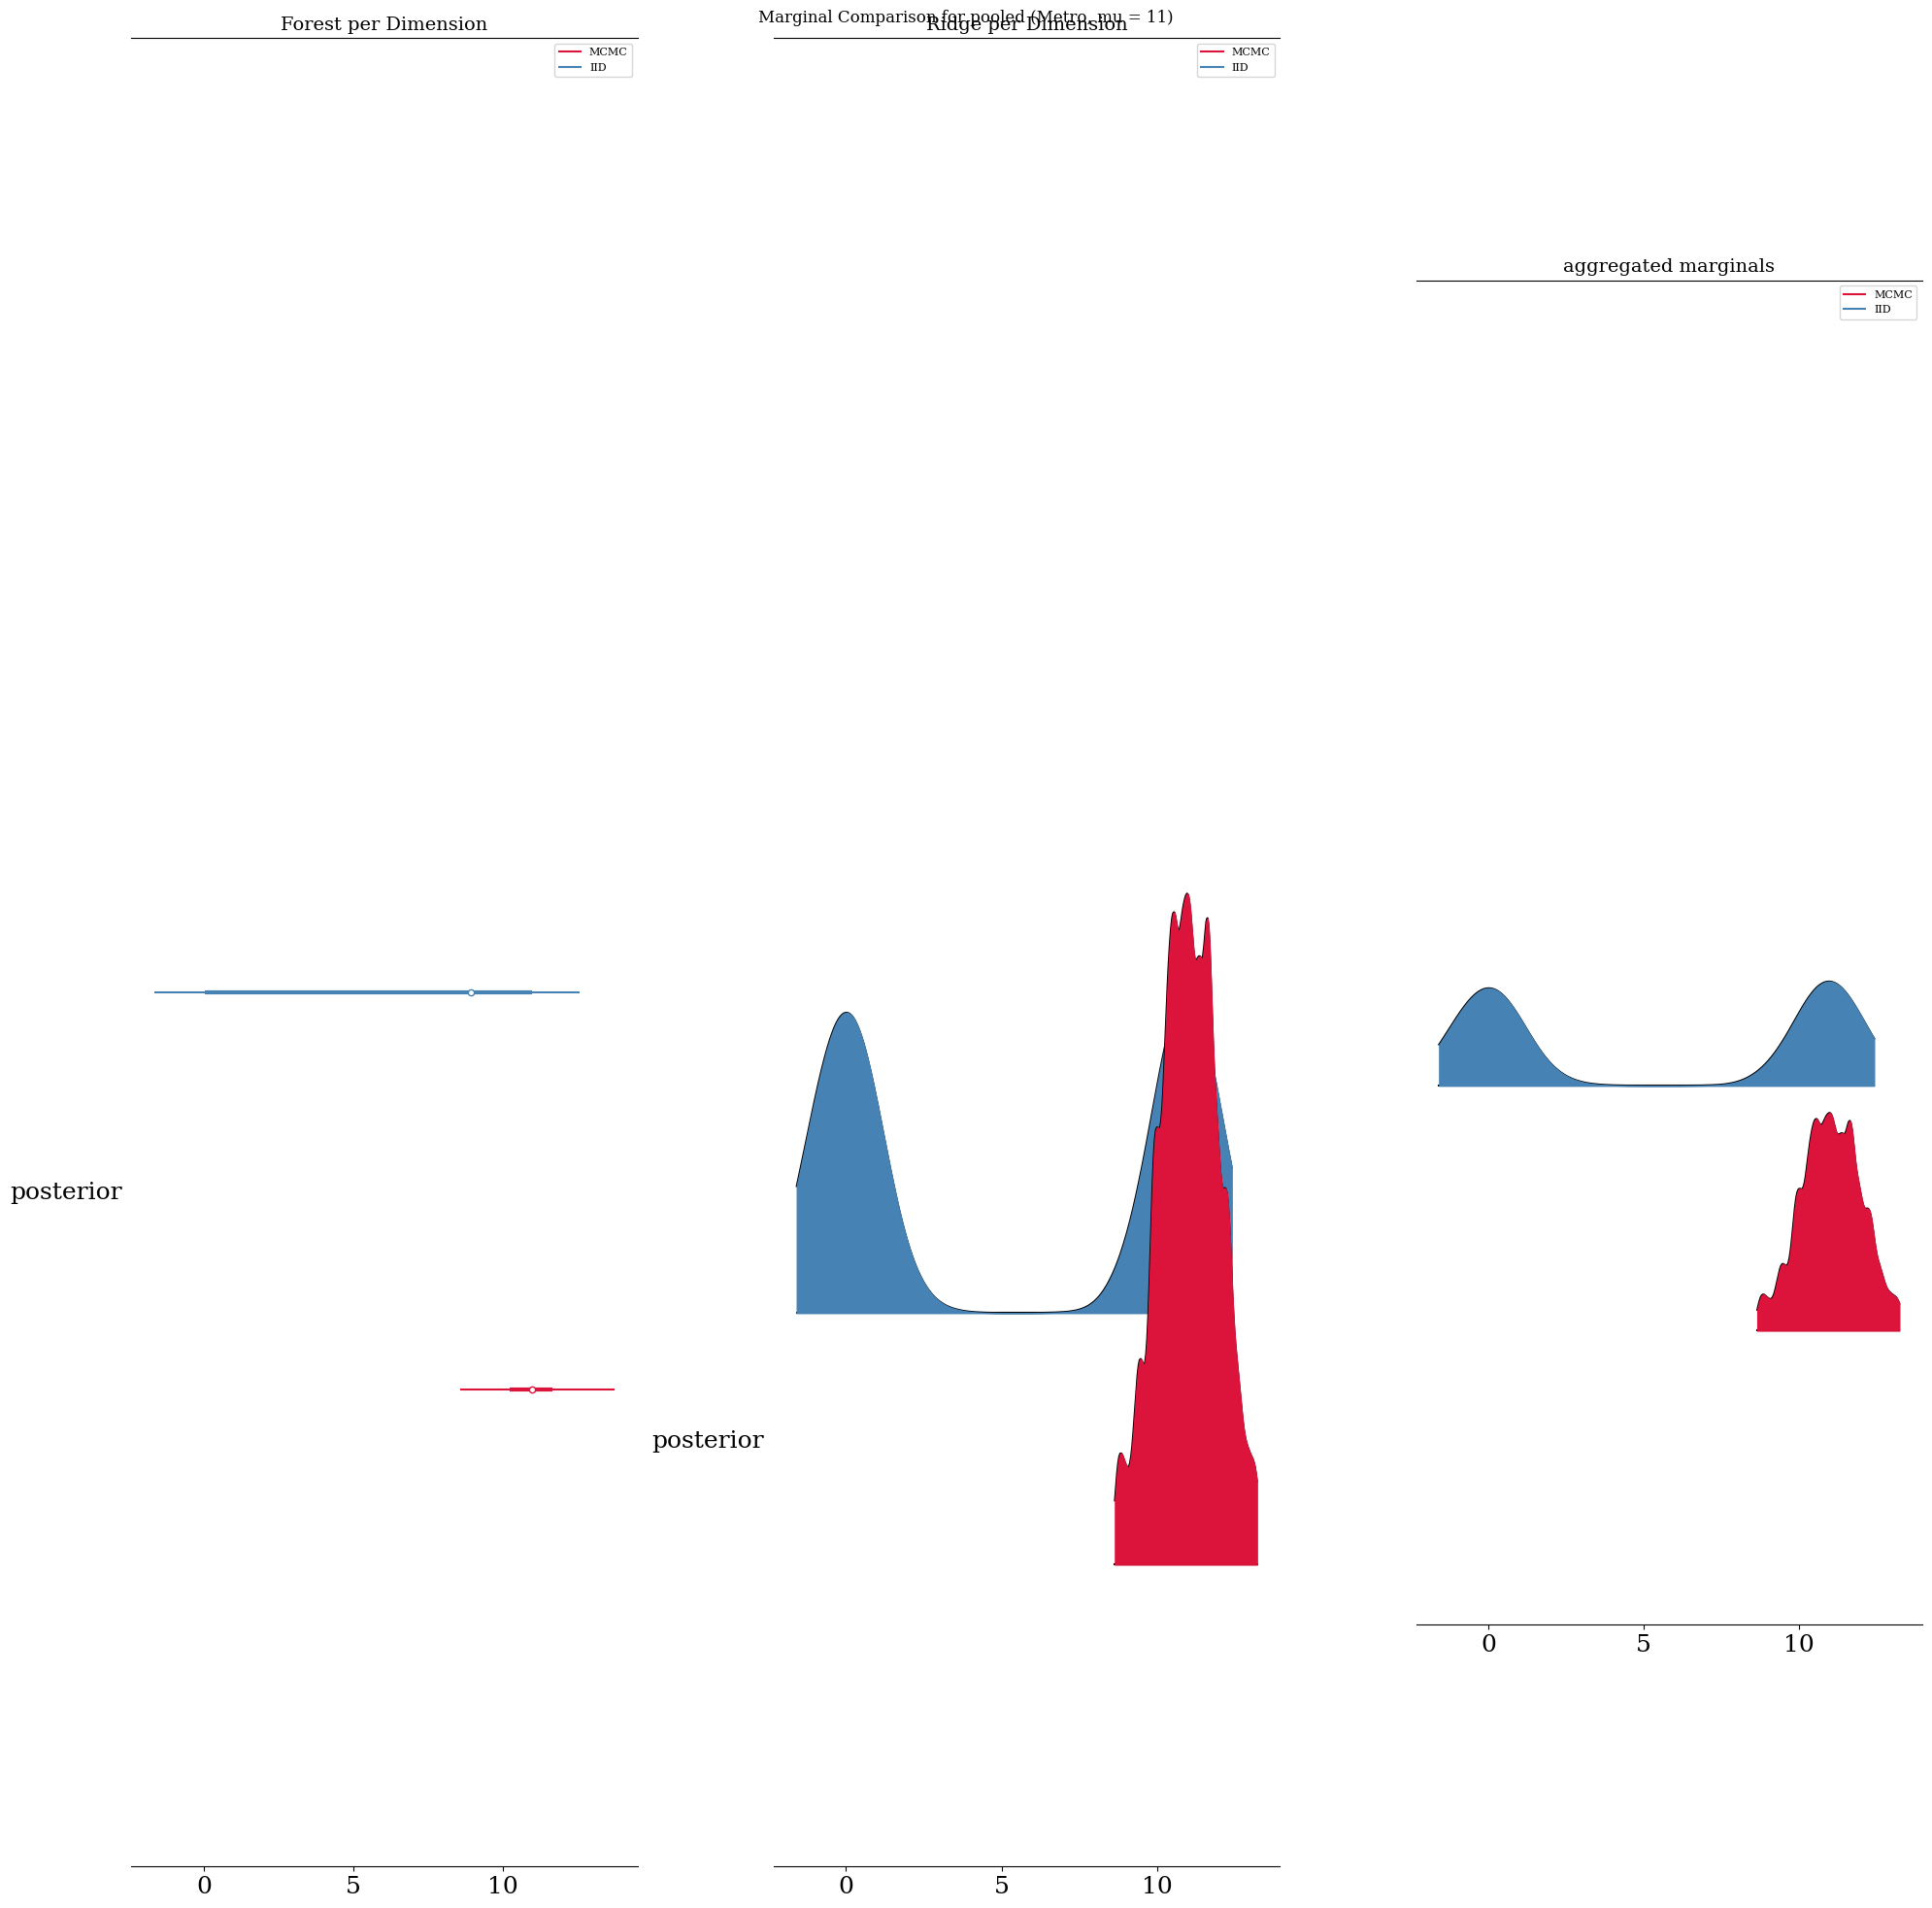 Marginal Comparison for pooled (Metro, mu = 11)
Forest per Dimension
MCMC
IID
posterior
0 5 10
Ridge per Dimension
MCMC
IID
posterior
0 5 10
aggregated marginals
MCMC
IID
0 5 10